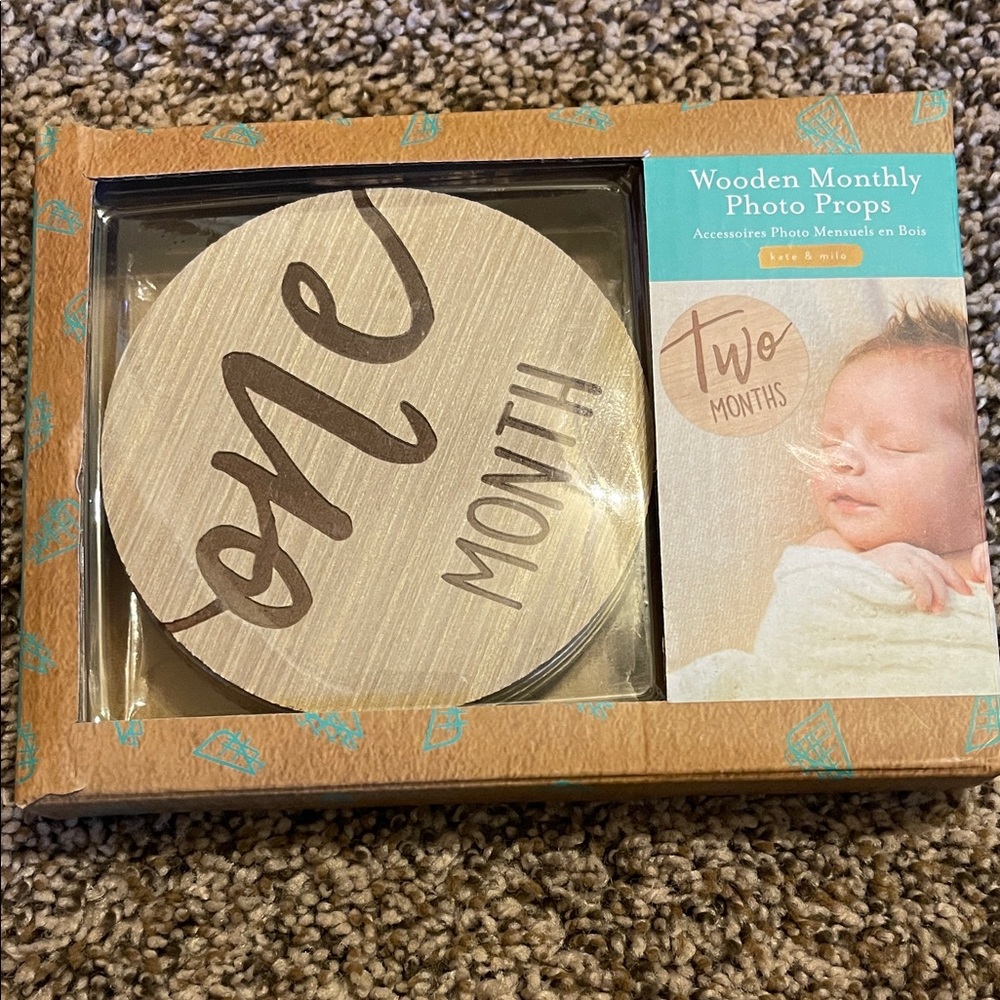 one
MONTH
Wooden Monthly
Photo Props
Accessoires Photo Mensuels en Bois
kate & milo
two
MONTHS